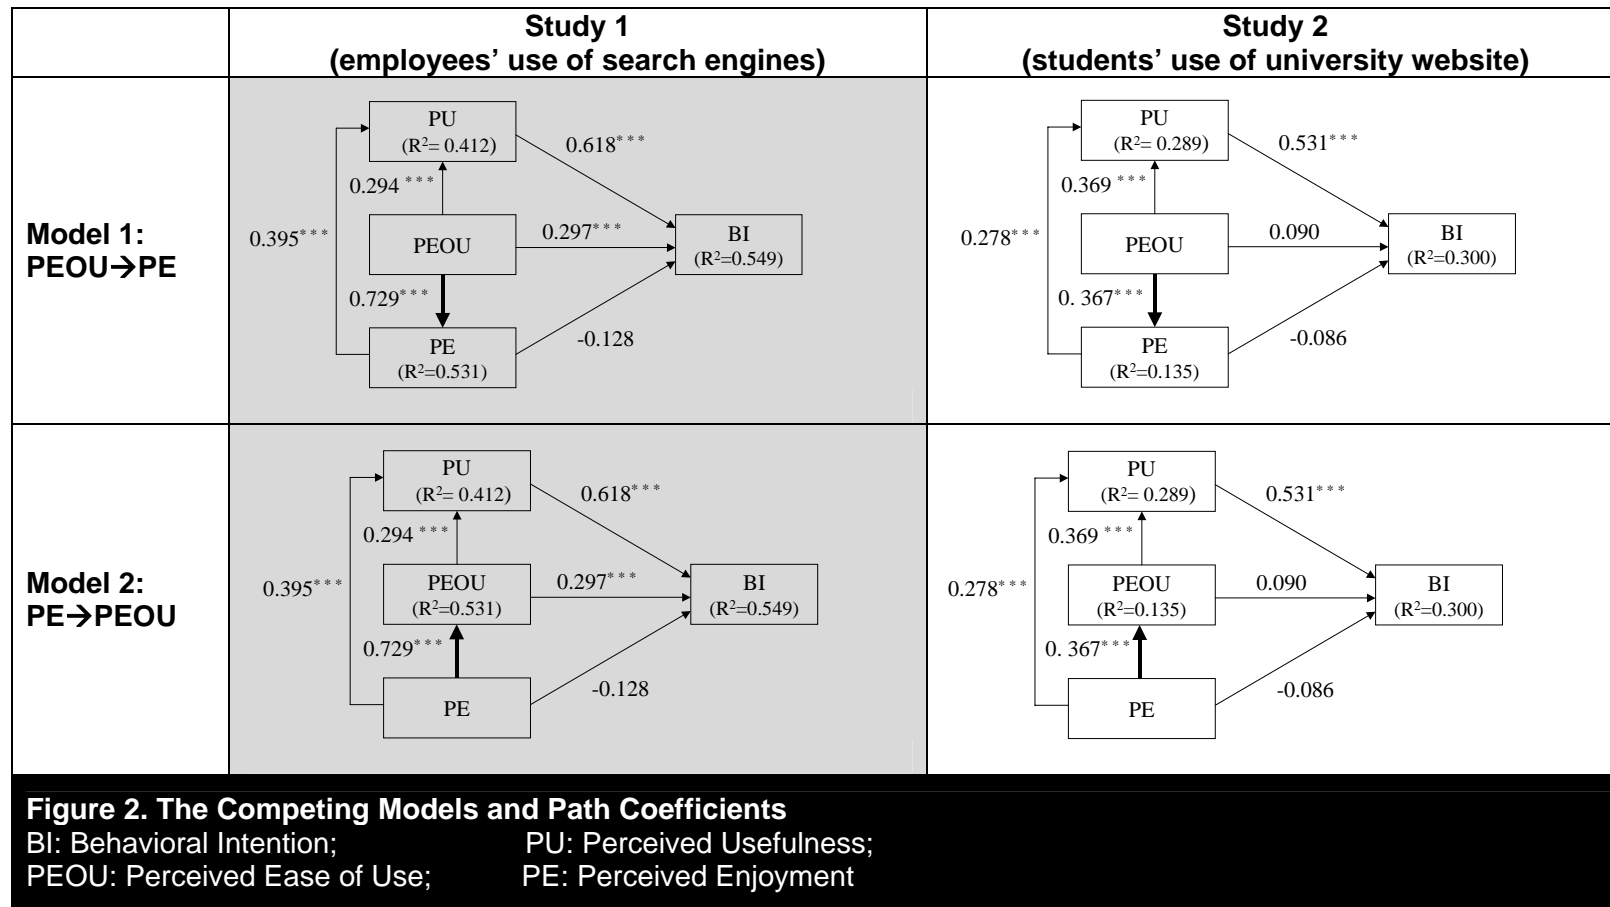 Study 1
(employees’ use of search engines)
Study 2
(students’ use of university website)
Model 1:
PEOU→PE
PU
(R²= 0.412)
0.618***
0.294 ***
0.395***
PEOU
0.297***
BI
(R²=0.549)
0.729***
PE
(R²=0.531)
-0.128
PU
(R²= 0.289)
0.531***
0.369 ***
0.278***
PEOU
0.090
BI
(R²=0.300)
0. 367***
PE
(R²=0.135)
-0.086
Model 2:
PE→PEOU
PU
(R²= 0.412)
0.618***
0.294 ***
0.395***
PEOU
(R²=0.531)
0.297***
BI
(R²=0.549)
0.729***
PE
-0.128
PU
(R²= 0.289)
0.531***
0.369 ***
0.278***
PEOU
(R²=0.135)
0.090
BI
(R²=0.300)
0. 367***
PE
-0.086
Figure 2. The Competing Models and Path Coefficients
BI: Behavioral Intention; PU: Perceived Usefulness;
PEOU: Perceived Ease of Use; PE: Perceived Enjoyment